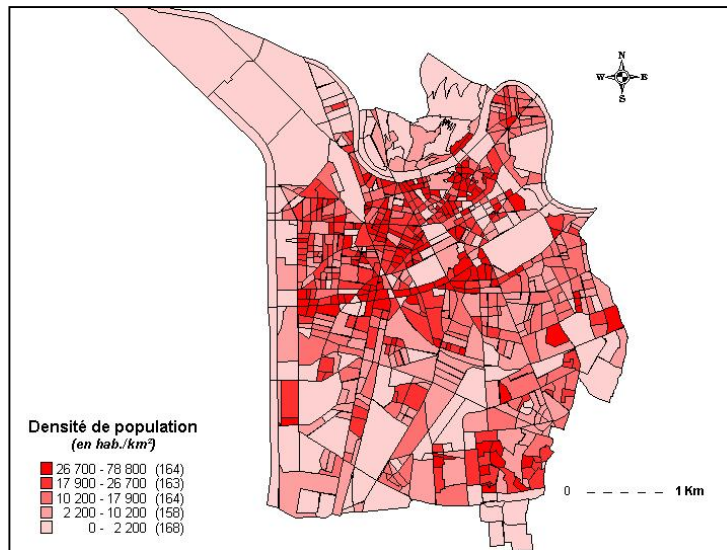 N
W E
S
Densité de population
(en hab./km²)
26 700 - 78 800 (164)
17 900 - 26 700 (163)
10 200 - 17 900 (164)
2 200 - 10 200 (158)
0 - 2 200 (168)
0 1 Km